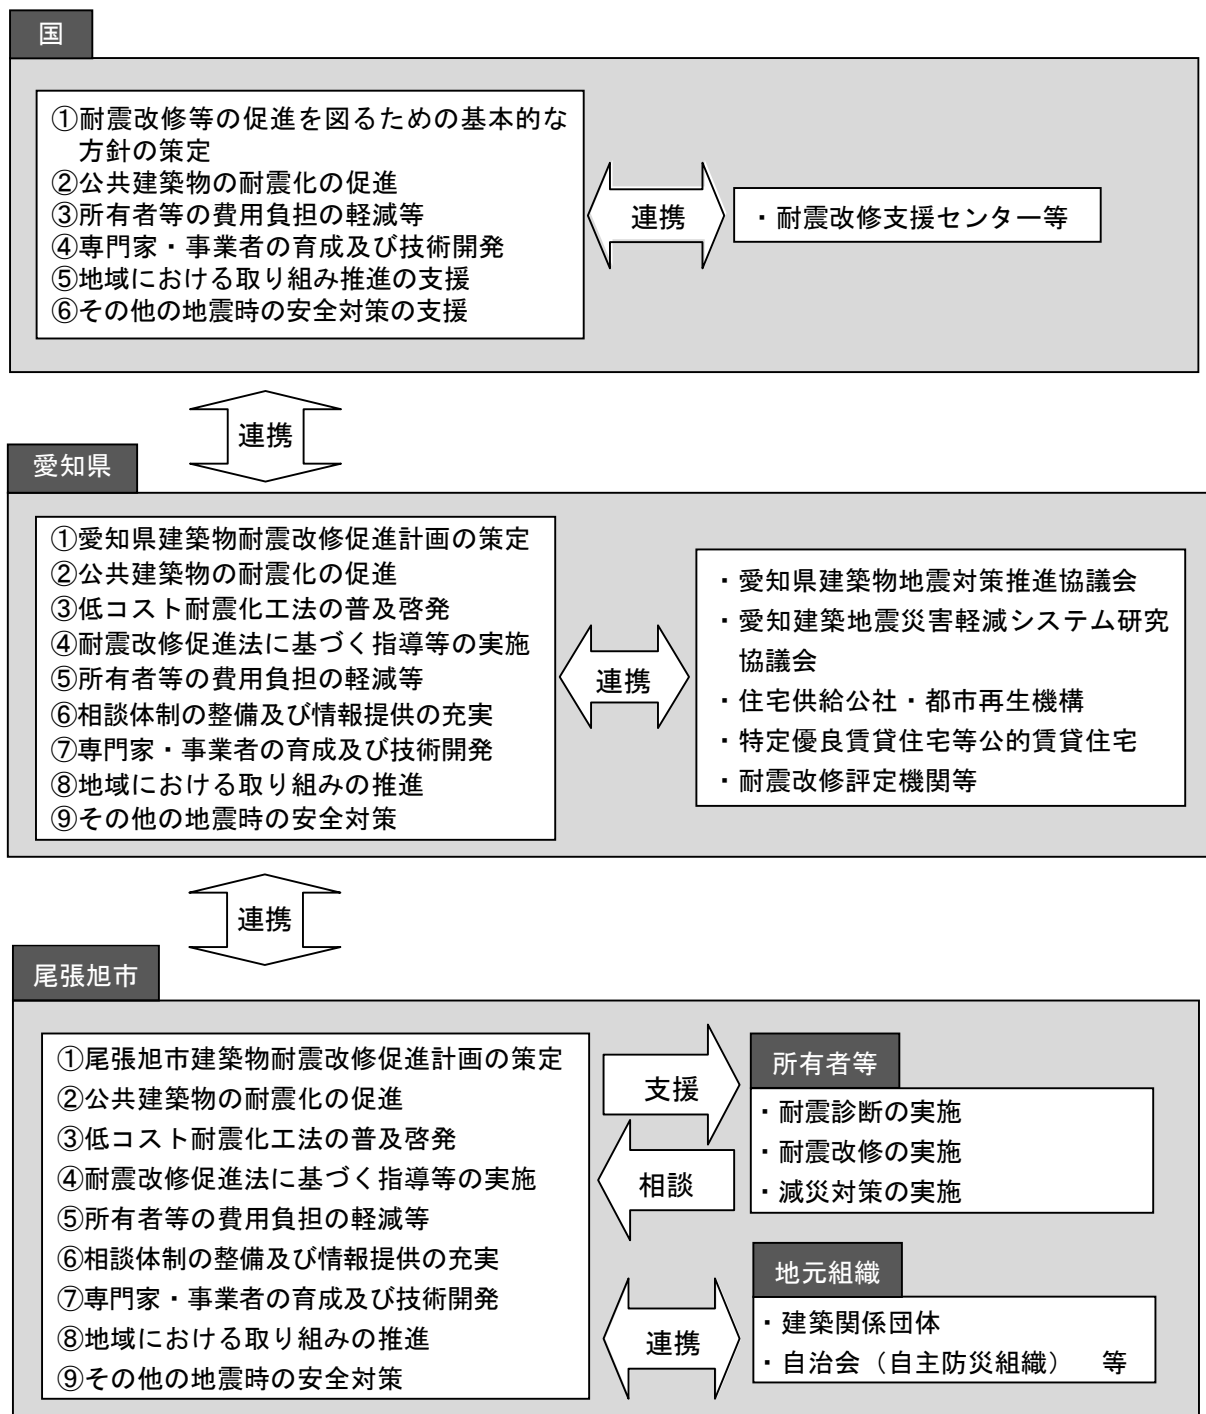 国
①耐震改修等の促進を図るための基本的な
方針の策定
②公共建築物の耐震化の促進
③所有者等の費用負担の軽減等
④専門家・事業者の育成及び技術開発
⑤地域における取り組み推進の支援
⑥その他の地震時の安全対策の支援
連携
・耐震改修支援センター等
連携
愛知県
①愛知県建築物耐震改修促進計画の策定
②公共建築物の耐震化の促進
③低コスト耐震化工法の普及啓発
④耐震改修促進法に基づく指導等の実施
⑤所有者等の費用負担の軽減等
⑥相談体制の整備及び情報提供の充実
⑦専門家・事業者の育成及び技術開発
⑧地域における取り組みの推進
⑨その他の地震時の安全対策
連携
・愛知県建築物地震対策推進協議会
・愛知建築地震災害軽減システム研究
協議会
・住宅供給公社・都市再生機構
・特定優良賃貸住宅等公的賃貸住宅
・耐震改修評定機関等
連携
尾張旭市
①尾張旭市建築物耐震改修促進計画の策定
②公共建築物の耐震化の促進
③低コスト耐震化工法の普及啓発
④耐震改修促進法に基づく指導等の実施
⑤所有者等の費用負担の軽減等
⑥相談体制の整備及び情報提供の充実
⑦専門家・事業者の育成及び技術開発
⑧地域における取り組みの推進
⑨その他の地震時の安全対策
支援
相談
所有者等
・耐震診断の実施
・耐震改修の実施
・減災対策の実施
連携
地元組織
・建築関係団体
・自治会（自主防災組織）　等